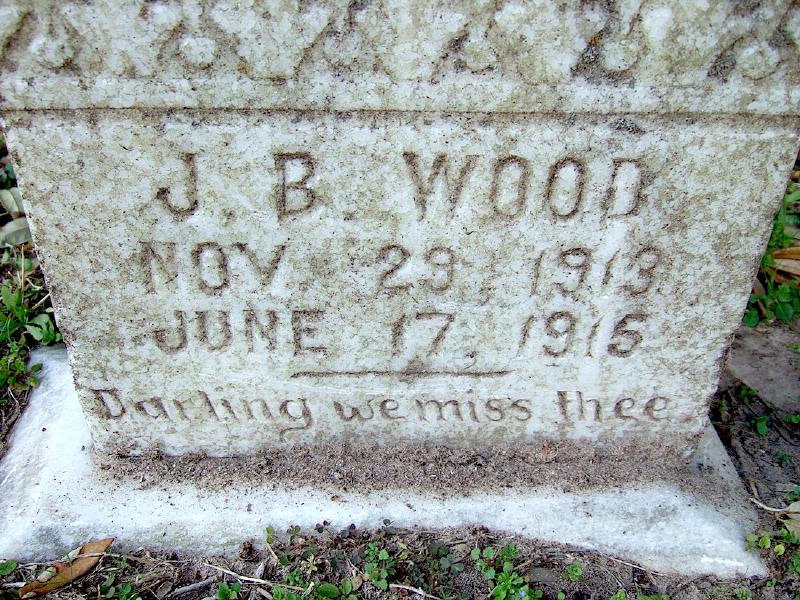 J. B. WOOD
NOV. 29, 1913
JUNE 17, 1915
Darling we miss thee